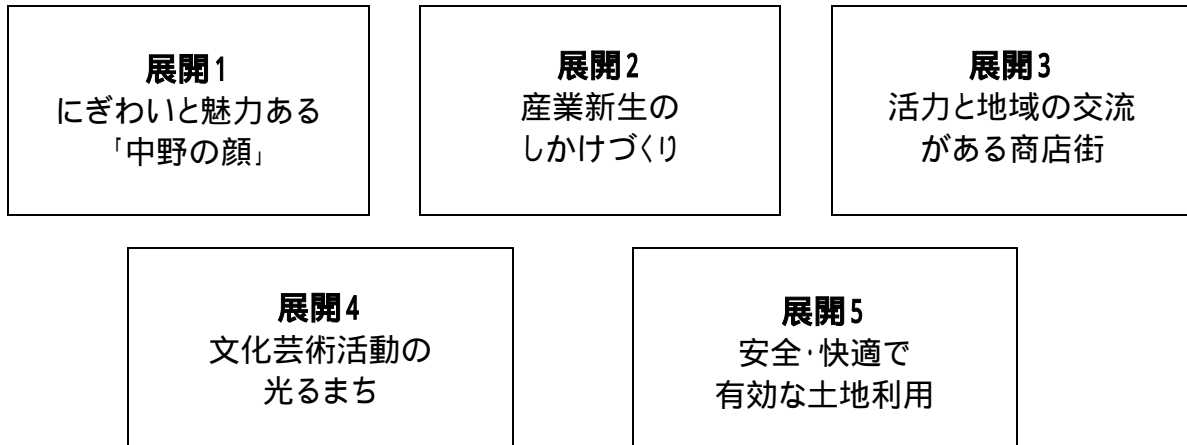 展開1
にぎわいと魅力ある
「中野の顔」
展開2
産業新生の
しかけづくり
展開3
活力と地域の交流
がある商店街
展開4
文化芸術活動の
光るまち
展開5
安全・快適で
有効な土地利用